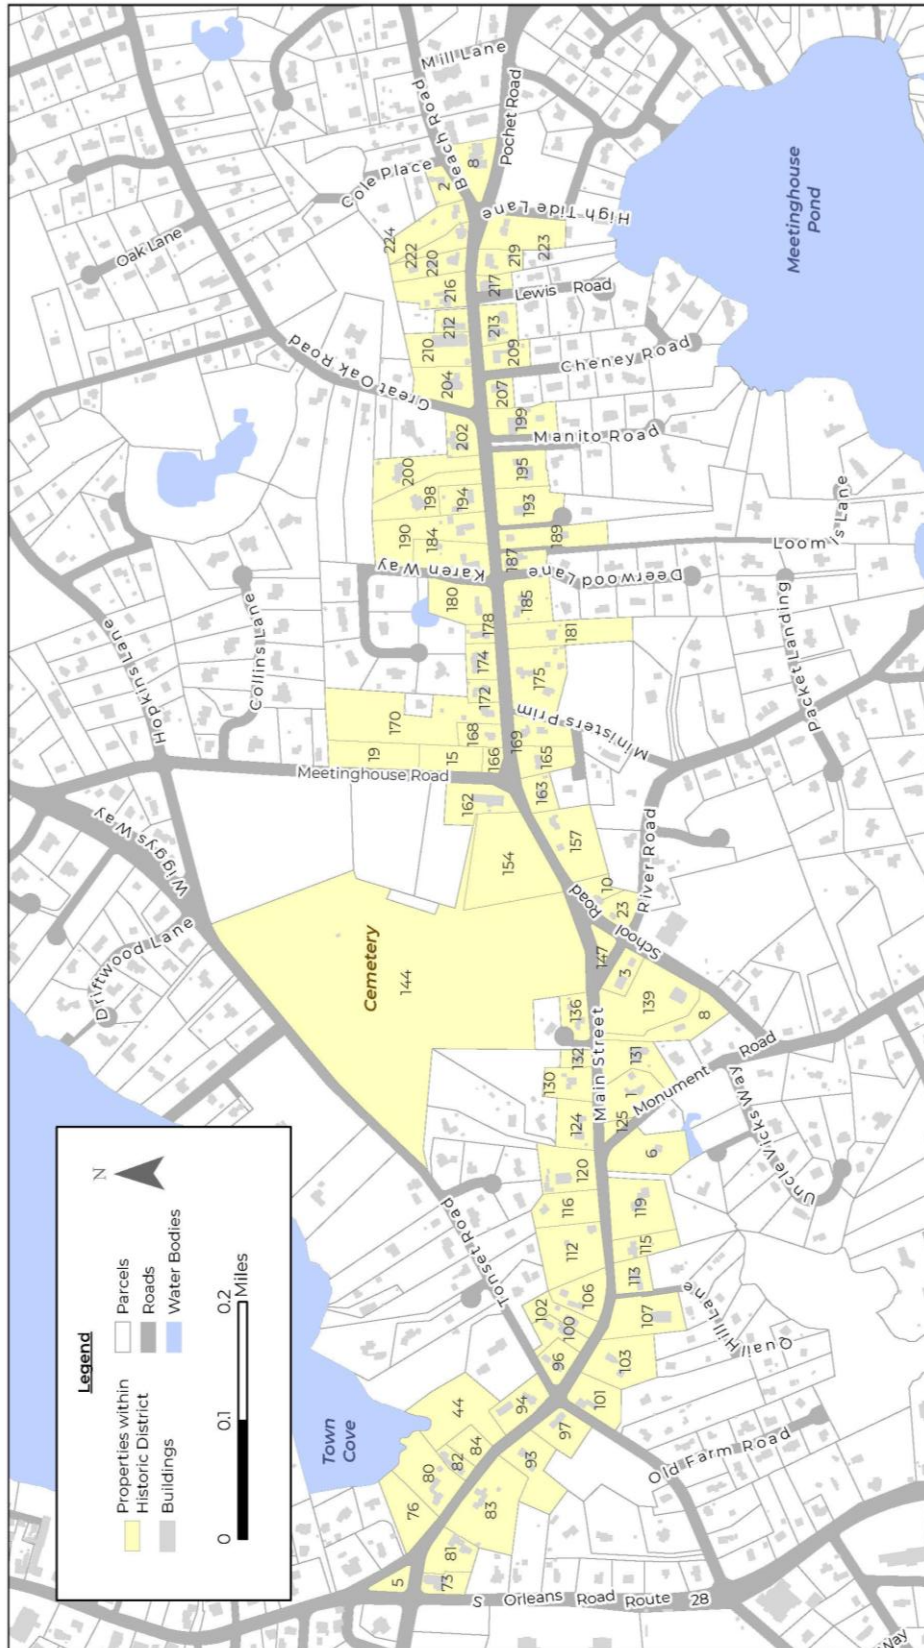 Legend
Properties within
Historic District
Buildings
Parcels
Roads
Water Bodies
N
0
0.1
0.2
Miles
Town
Cove
Cemetery
Meetinghouse
Pond
S Orleans Road Route 28
Old Farm Road
Quail Hill Lane
Tonset Road
Uncle Vicks Way
Monument Road
Main Street
School Road
River Road
Driftwood Lane
Wiggys Way
Hopkins Lane
Collins Lane
Meetinghouse Road
Ministers Prim
Packet Landing
Loomis Lane
Deerwood Lane
Karen Way
Manito Road
Cheney Road
Great Oak Road
Oak Lane
Lewis Road
High Tide Lane
Cole Place
Beach Road
Pochet Road
Mill Lane
Way
5
73
81
76
80
82
84
83
44
93
94
97
101
96
100
102
103
106
107
112
113
115
116
119
120
6
124
125
1
130
131
132
136
8
139
3
147
144
23
10
154
157
162
163
165
166
169
15
19
168
170
172
174
175
178
180
181
185
187
184
190
189
193
194
198
200
195
202
199
207
204
209
210
212
213
216
217
219
220
222
223
224
2
8